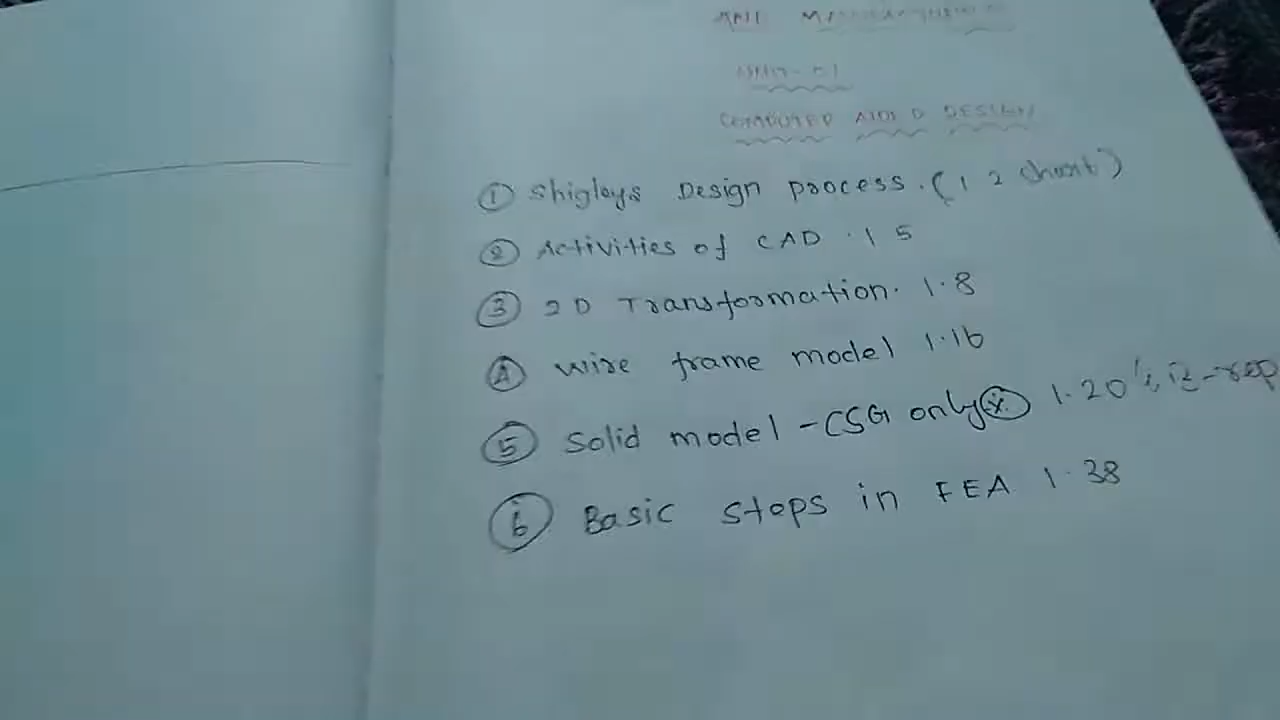 COMPUTED AIDED DESIGN
① Shigleys Design process. (1 2 chart)
② Activities of CAD . 1 5
③ 2D Transformation. 1.8
④ wire frame model 1.16
⑤ Solid model - CSG only 1.20
⑥ Basic steps in FEA 1.38